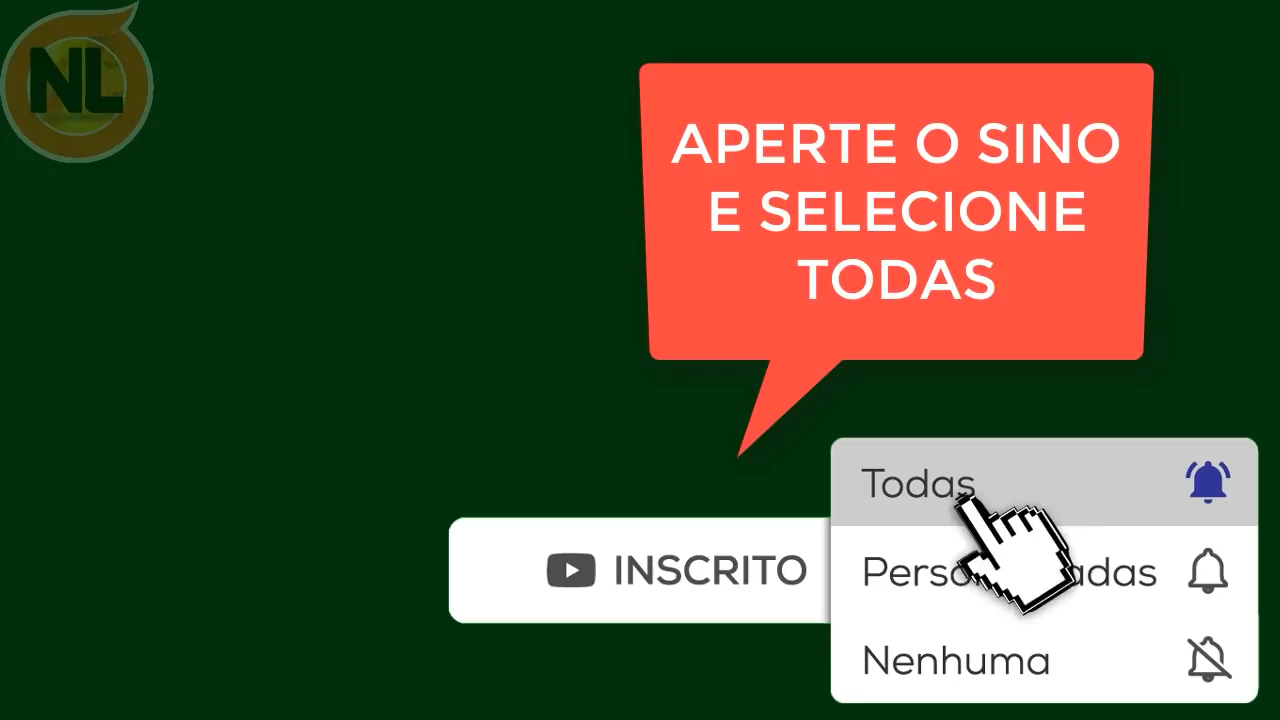 NL
APERTE O SINO
E SELECIONE
TODAS
Todas
INSCRITO
Nenhuma